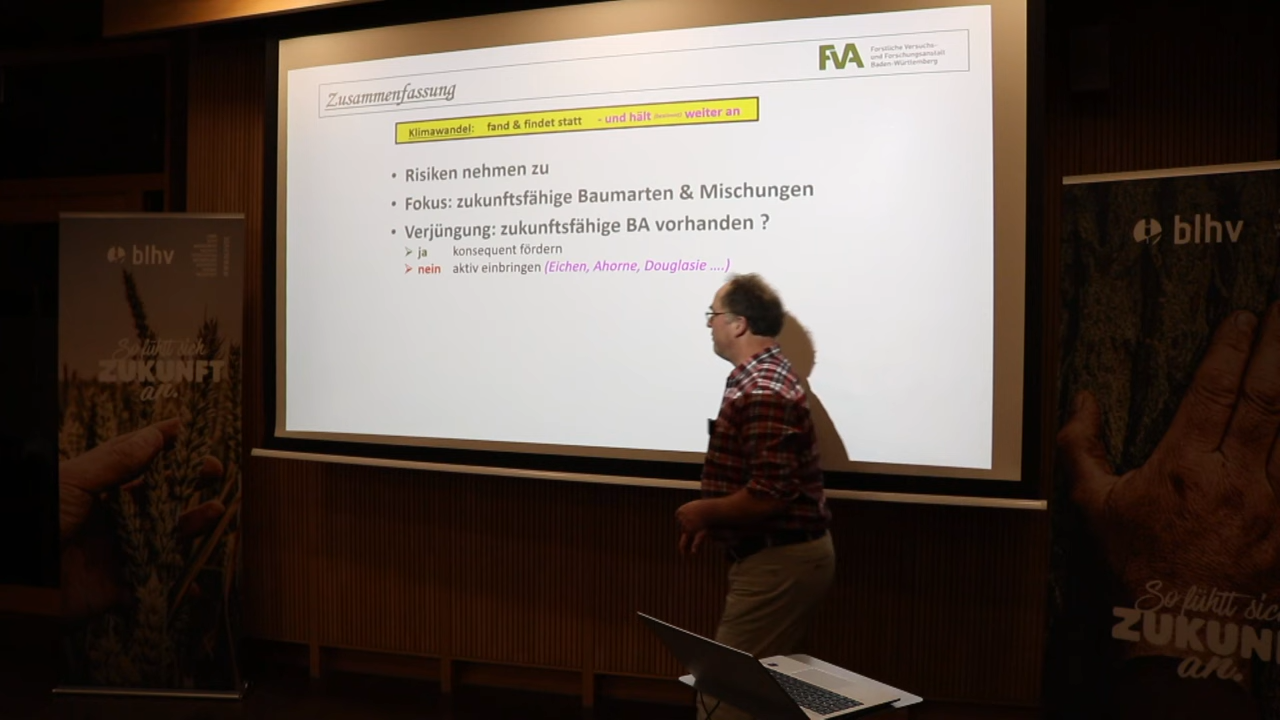 FVA
Forstliche Versuchs-
und Forschungsanstalt
Baden-Württemberg
Zusammenfassung
Klimawandel: fand & findet statt - und hält weiter an
• Risiken nehmen zu
• Fokus: zukunftsfähige Baumarten & Mischungen
• Verjüngung: zukunftsfähige BA vorhanden ?
➢ ja konsequent fördern
➢ nein aktiv einbringen (Eichen, Ahorne, Douglasie ....)
blhv
So fühlt sich
ZUKUNFT
an.
blhv
So fühlt sic
ZUKUN
an.